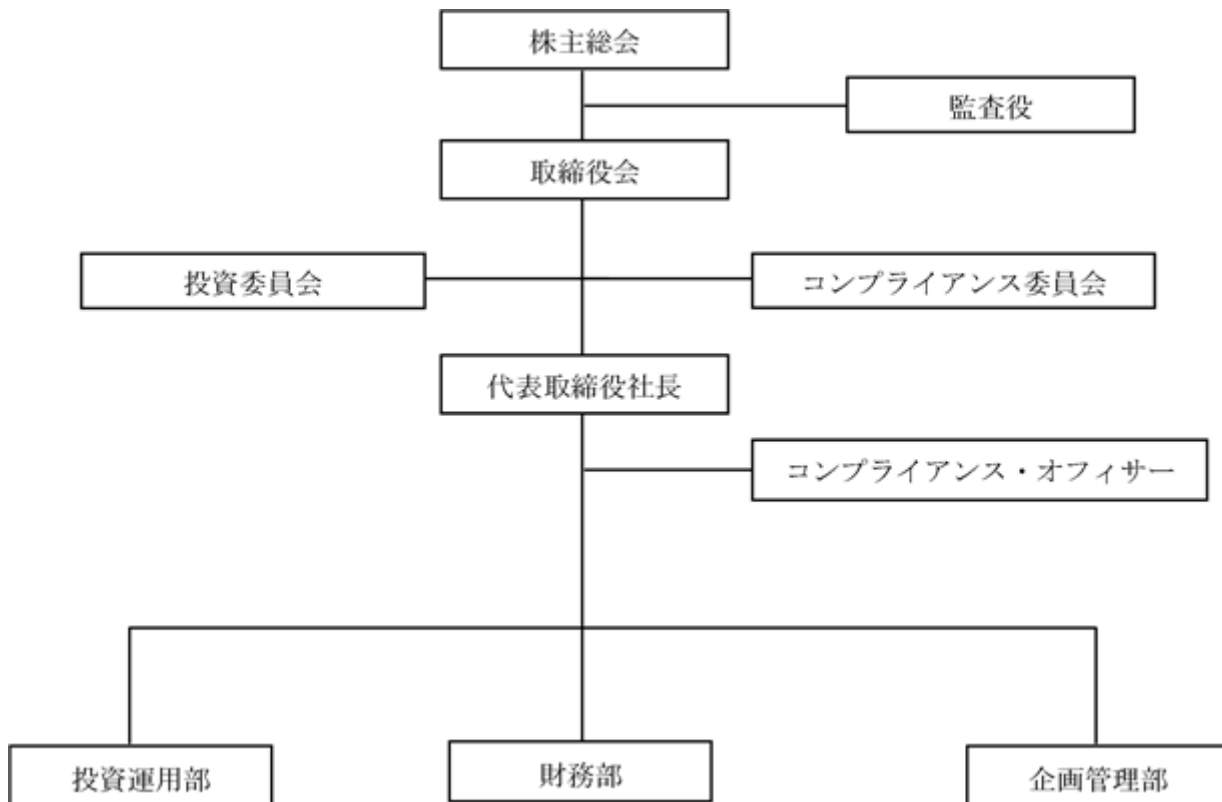 株主総会
監査役
取締役会
投資委員会
コンプライアンス委員会
代表取締役社長
コンプライアンス・オフィサー
投資運用部
財務部
企画管理部